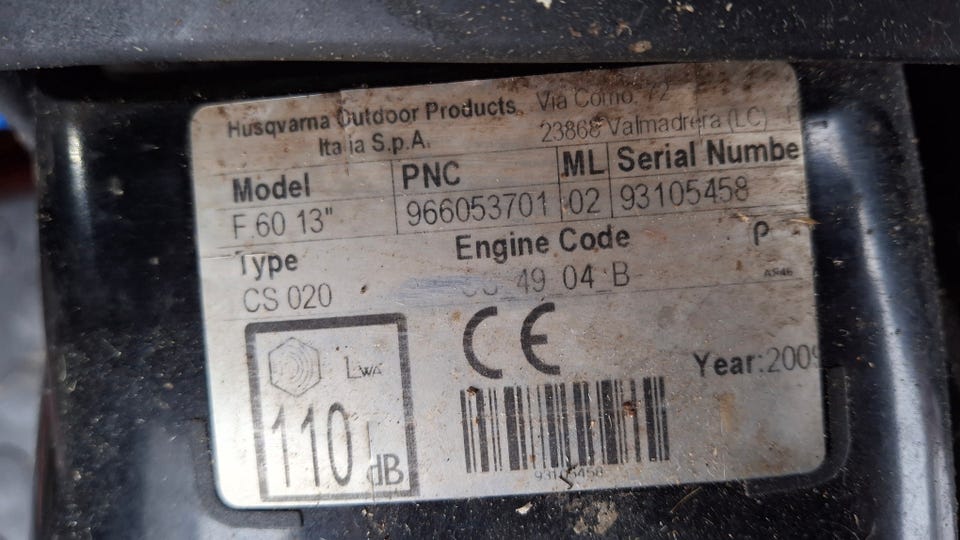 Husqvarna Outdoor Products Via Como, 72
Italia S.p.A. 23868 Valmadrera (LC)
Model PNC ML Serial Numbe
F.60 13" 966053701 02 93105458
Type Engine Code P
CS 020 49 04 B
CE
LWA
Year:2009
110 dB